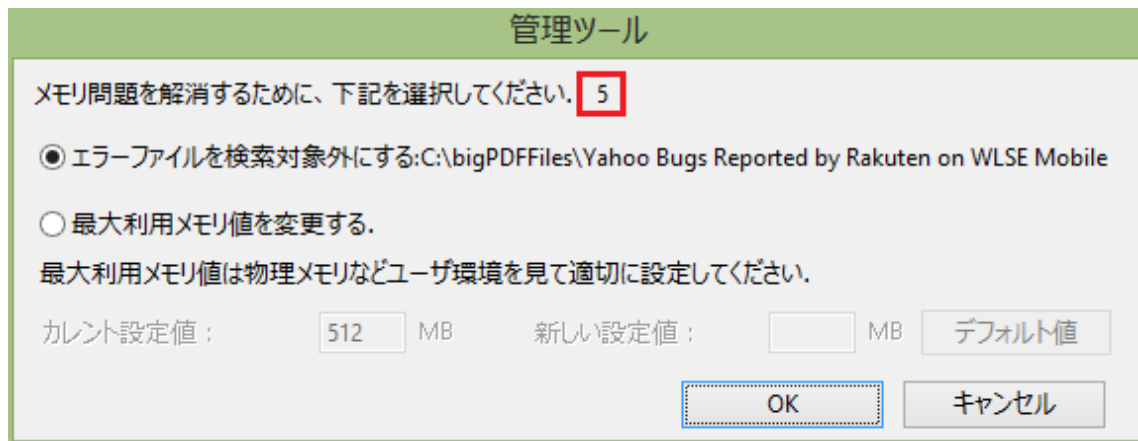 管理ツール
メモリ問題を解消するために、下記を選択してください. 5
エラーファイルを検索対象外にする:C:\bigPDFFiles\Yahoo Bugs Reported by Rakuten on WLSE Mobile
最大利用メモリ値を変更する.
最大利用メモリ値は物理メモリなどユーザ環境を見て適切に設定してください.
カレント設定値 : 512 MB 新しい設定値 : MB デフォルト値
OK キャンセル